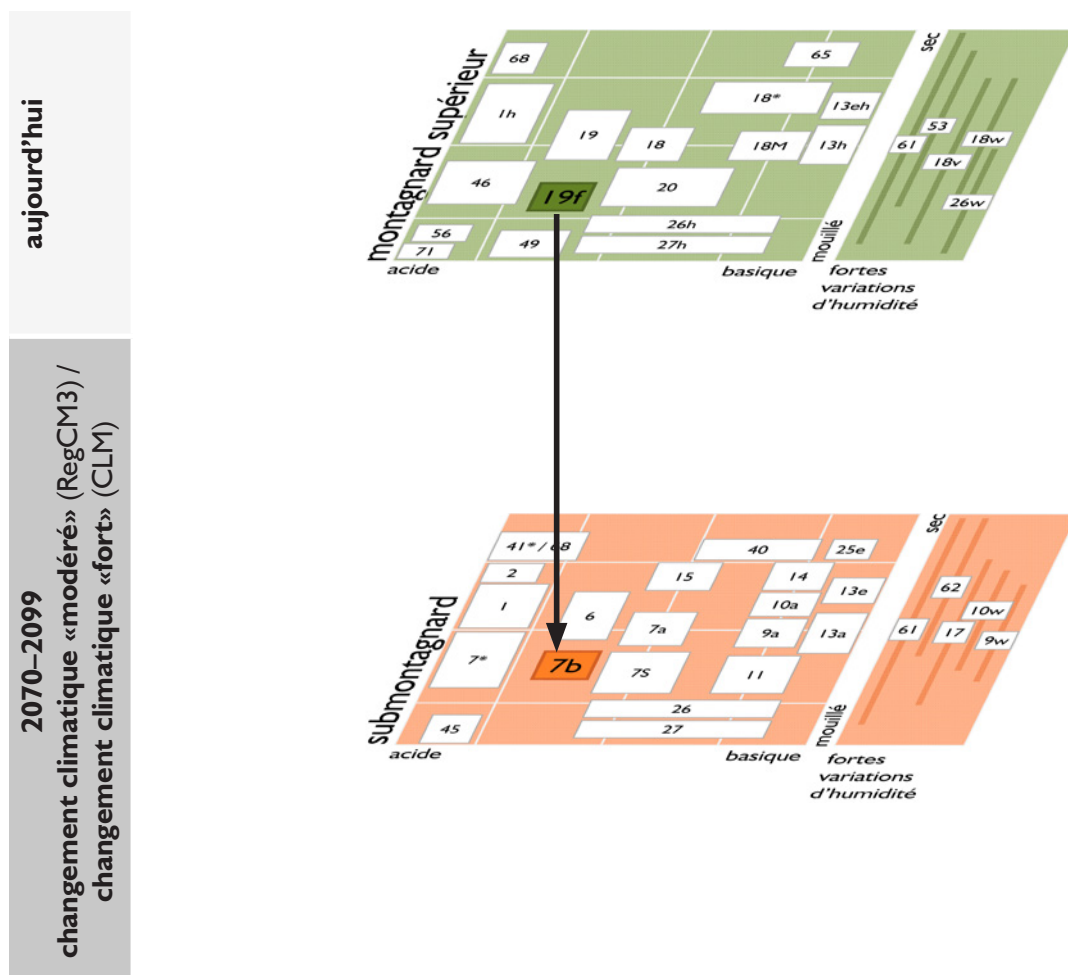 aujourd'hui
montagnard supérieur
68
65
sec
1h
18*
13eh
19
18
18M
13h
53
61
18w
18v
46
19f
20
26w
56
26h
71
49
27h
mouillé
acide
basique
fortes
variations
d'humidité
2070–2099
changement climatique «modéré» (RegCM3) /
changement climatique «fort» (CLM)
submontagnard
41* / 68
40
25e
sec
2
15
14
13e
62
1
6
10a
10w
7a
9a
13a
61
17
9w
7*
7b
7S
11
26
45
27
mouillé
acide
basique
fortes
variations
d'humidité